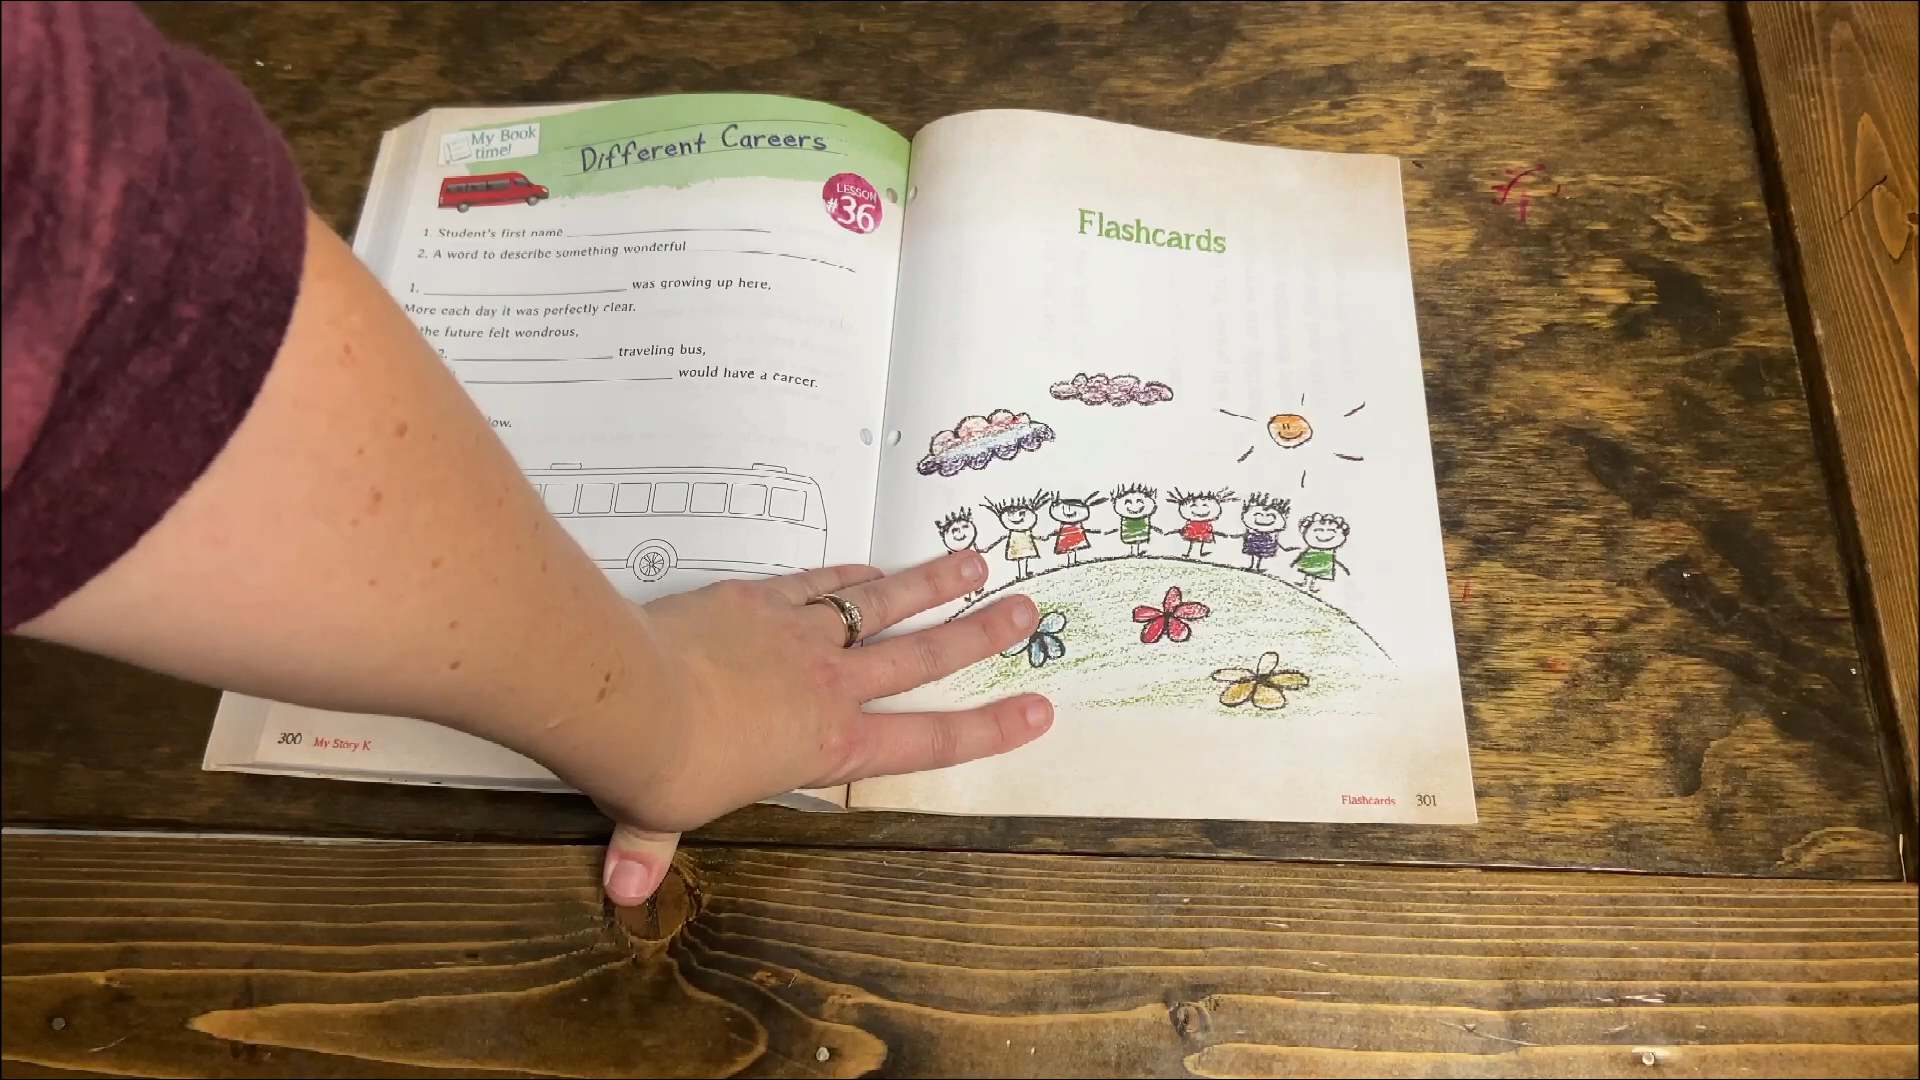 My Book
time!
Different Careers
LESSON
#36
1. Student's first name
2. A word to describe something wonderful
1. was growing up here,
More each day it was perfectly clear.
the future felt wondrous,
2. traveling bus,
would have a career.
low.
300 My Story K
Flashcards
Flashcards 301